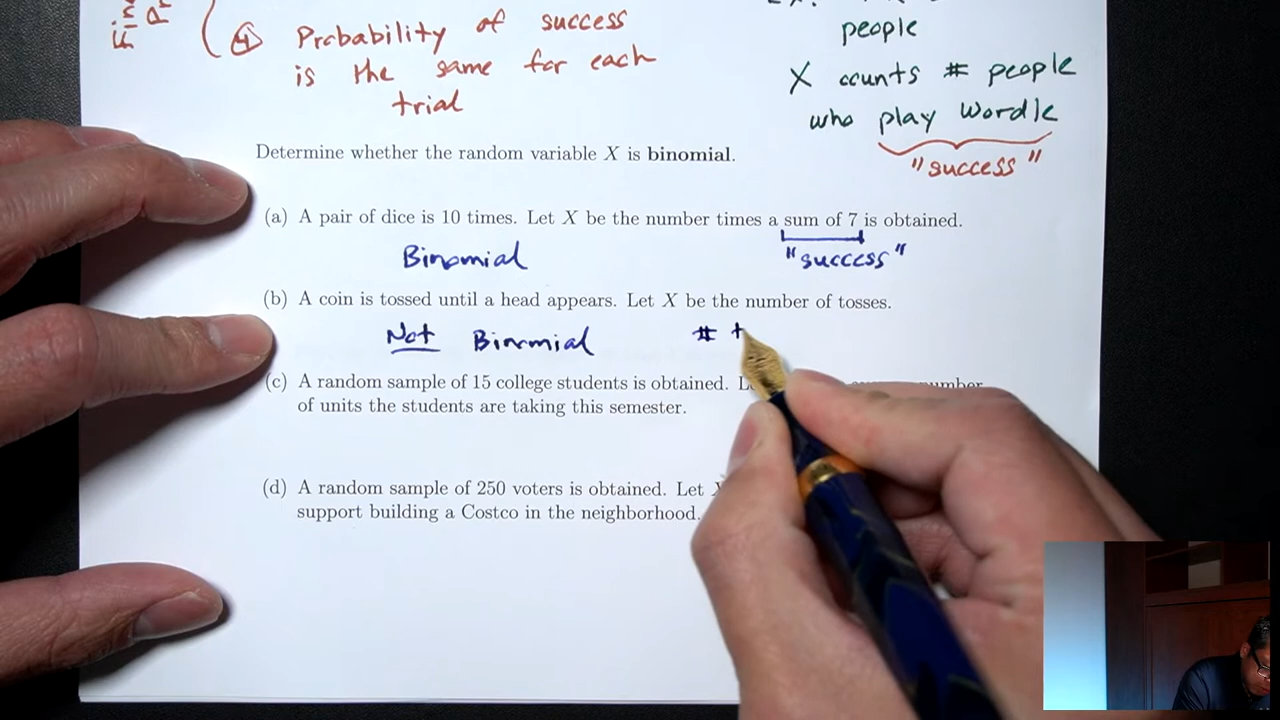 ④ Probability of success
is the same for each
trial
people
X counts # people
who play Wordle
"success"
Determine whether the random variable X is binomial.
(a) A pair of dice is 10 times. Let X be the number times a sum of 7 is obtained.
Binomial "success"
(b) A coin is tossed until a head appears. Let X be the number of tosses.
Not Binomial # t
(c) A random sample of 15 college students is obtained. number
of units the students are taking this semester.
(d) A random sample of 250 voters is obtained. Let X
support building a Costco in the neighborhood.